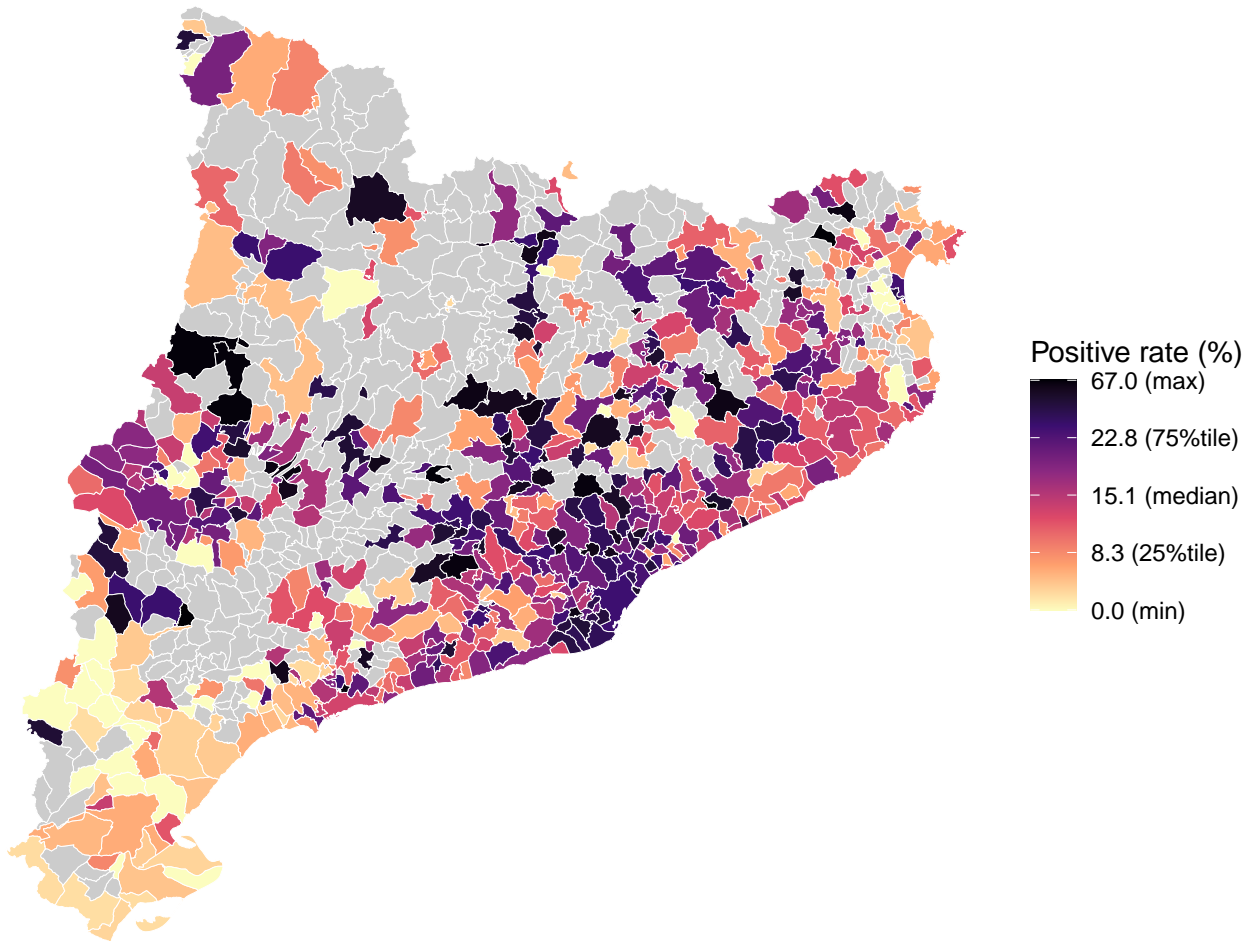 Positive rate (%)
67.0 (max)
22.8 (75%tile)
15.1 (median)
8.3 (25%tile)
0.0 (min)